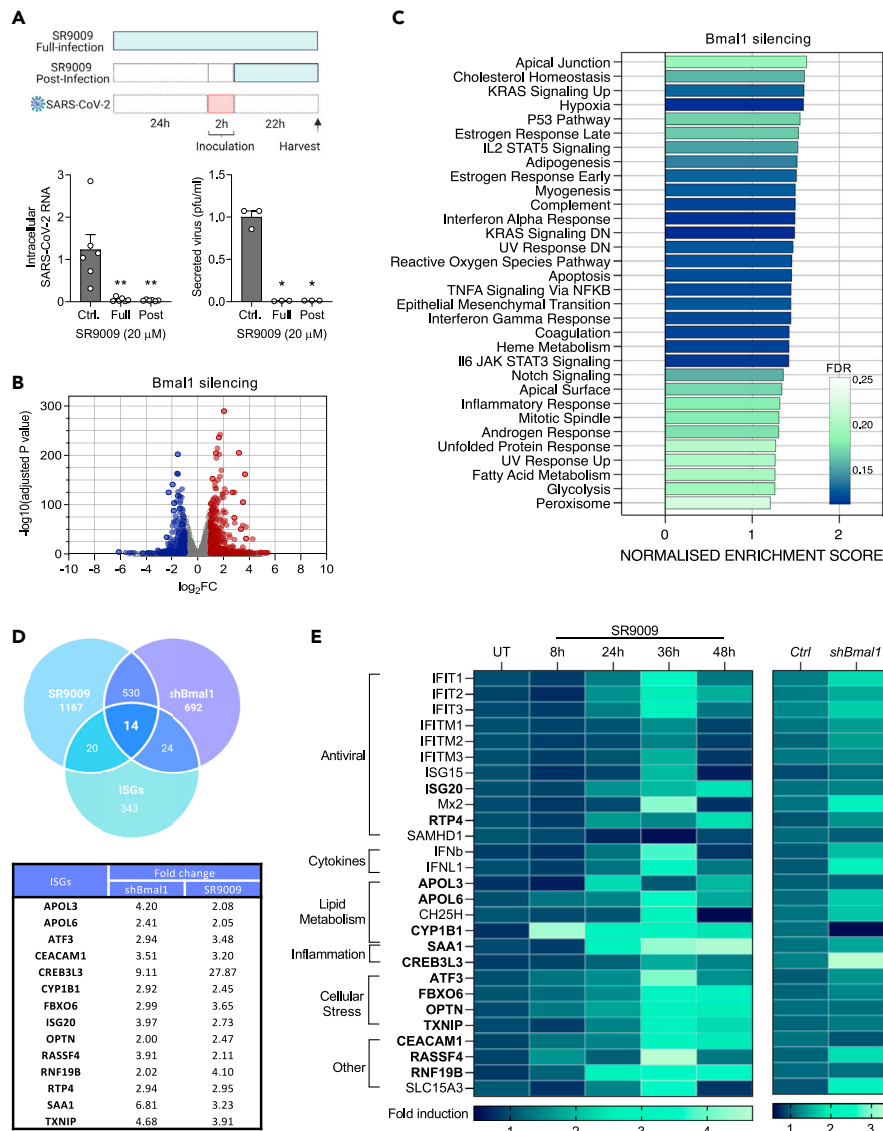 A
SR9009
Full-infection
SR9009
Post-Infection
SARS-CoV-2
24h
2h
22h
Inoculation
Harvest
Intracellular
SARS-CoV-2 RNA
3
2
1
0
** **
Ctrl. Full Post
SR9009 (20 μM)
Secreted virus (pfu/ml)
1.5
1.0
0.5
0.0
* *
Ctrl. Full Post
SR9009 (20 μM)
B
Bmal1 silencing
-log10(adjusted P value)
300
200
100
0
-10 -8 -6 -4 -2 0 2 4 6 8 10
log2FC
C
Bmal1 silencing
Apical Junction
Cholesterol Homeostasis
KRAS Signaling Up
Hypoxia
P53 Pathway
Estrogen Response Late
IL2 STAT5 Signaling
Adipogenesis
Estrogen Response Early
Myogenesis
Complement
Interferon Alpha Response
KRAS Signaling DN
UV Response DN
Reactive Oxygen Species Pathway
Apoptosis
TNFA Signaling Via NFKB
Epithelial Mesenchymal Transition
Interferon Gamma Response
Coagulation
Heme Metabolism
Il6 JAK STAT3 Signaling
Notch Signaling
Apical Surface
Inflammatory Response
Mitotic Spindle
Androgen Response
Unfolded Protein Response
UV Response Up
Fatty Acid Metabolism
Glycolysis
Peroxisome
FDR
0.25
0.20
0.15
0 1 2
NORMALISED ENRICHMENT SCORE
D
SR9009
1167
530
shBmal1
692
14
20
24
ISGs
343
ISGs Fold change
shBmal1 SR9009
APOL3 4.20 2.08
APOL6 2.41 2.05
ATF3 2.94 3.48
CEACAM1 3.51 3.20
CREB3L3 9.11 27.87
CYP1B1 2.92 2.45
FBXO6 2.99 3.65
ISG20 3.97 2.73
OPTN 2.00 2.47
RASSF4 3.91 2.11
RNF19B 2.02 4.10
RTP4 2.94 2.95
SAA1 6.81 3.23
TXNIP 4.68 3.91
E
SR9009
UT 8h 24h 36h 48h
Ctrl shBmal1
Antiviral
IFIT1
IFIT2
IFIT3
IFITM1
IFITM2
IFITM3
ISG15
ISG20
Mx2
RTP4
SAMHD1
Cytokines
IFNb
IFNL1
Lipid
Metabolism
APOL3
APOL6
CH25H
CYP1B1
Inflammation
SAA1
CREB3L3
Cellular
Stress
ATF3
FBXO6
OPTN
TXNIP
Other
CEACAM1
RASSF4
RNF19B
SLC15A3
Fold induction
1 2 3 4
1 2 3